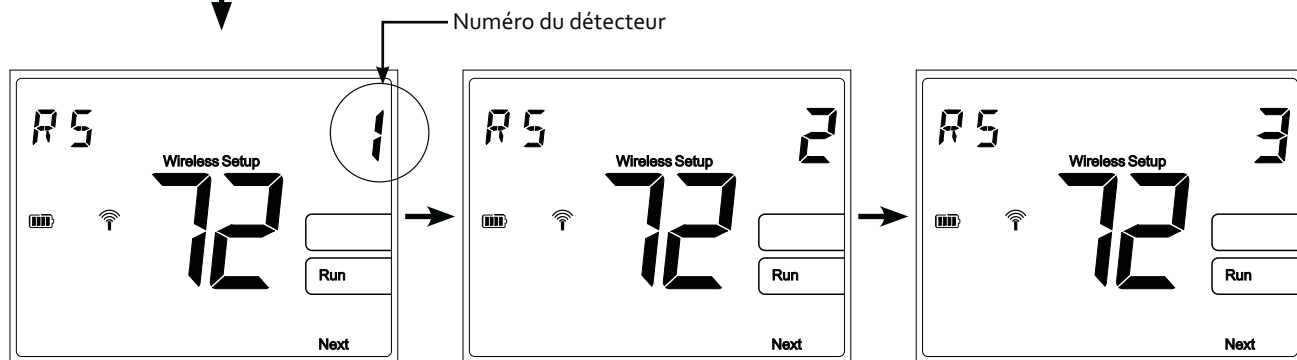 Numéro du détecteur
RS 1
Wireless Setup
72
Run
Next
RS 2
Wireless Setup
72
Run
Next
RS 3
Wireless Setup
72
Run
Next